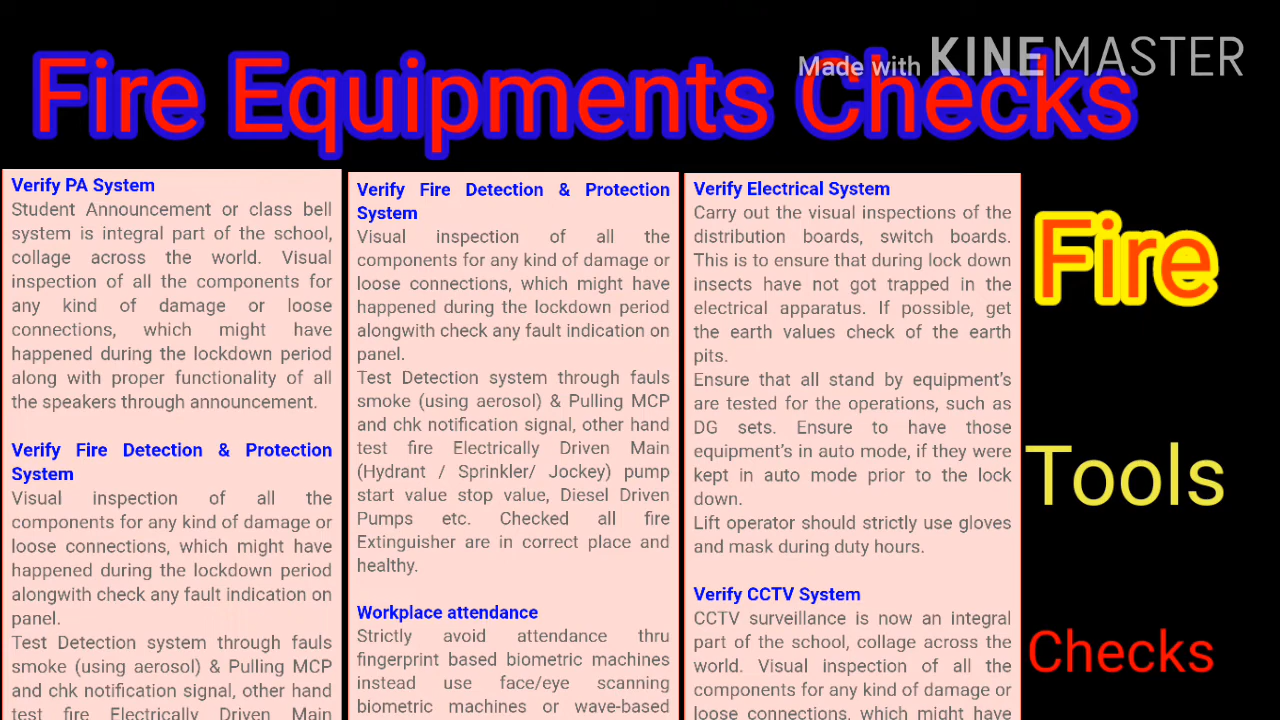 Fire Equipments Checks
Made with KINEMASTER
Verify PA System
Student Announcement or class bell
system is integral part of the school,
collage across the world. Visual
inspection of all the components for
any kind of damage or loose
connections, which might have
happened during the lockdown period
along with proper functionality of all
the speakers through announcement.
Verify Fire Detection & Protection
System
Visual inspection of all the
components for any kind of damage or
loose connections, which might have
happened during the lockdown period
alongwith check any fault indication on
panel.
Test Detection system through fauls
smoke (using aerosol) & Pulling MCP
and chk notification signal, other hand
test fire Electrically Driven Main
Verify Fire Detection & Protection
System
Visual inspection of all the
components for any kind of damage or
loose connections, which might have
happened during the lockdown period
alongwith check any fault indication on
panel.
Test Detection system through fauls
smoke (using aerosol) & Pulling MCP
and chk notification signal, other hand
test fire Electrically Driven Main
(Hydrant / Sprinkler/ Jockey) pump
start value stop value, Diesel Driven
Pumps etc. Checked all fire
Extinguisher are in correct place and
healthy.
Workplace attendance
Strictly avoid attendance thru
fingerprint based biometric machines
instead use face/eye scanning
biometric machines or wave-based
Verify Electrical System
Carry out the visual inspections of the
distribution boards, switch boards.
This is to ensure that during lock down
insects have not got trapped in the
electrical apparatus. If possible, get
the earth values check of the earth
pits.
Ensure that all stand by equipment's
are tested for the operations, such as
DG sets. Ensure to have those
equipment's in auto mode, if they were
kept in auto mode prior to the lock
down.
Lift operator should strictly use gloves
and mask during duty hours.
Verify CCTV System
CCTV surveillance is now an integral
part of the school, collage across the
world. Visual inspection of all the
components for any kind of damage or
loose connections, which might have
Fire
Tools
Checks